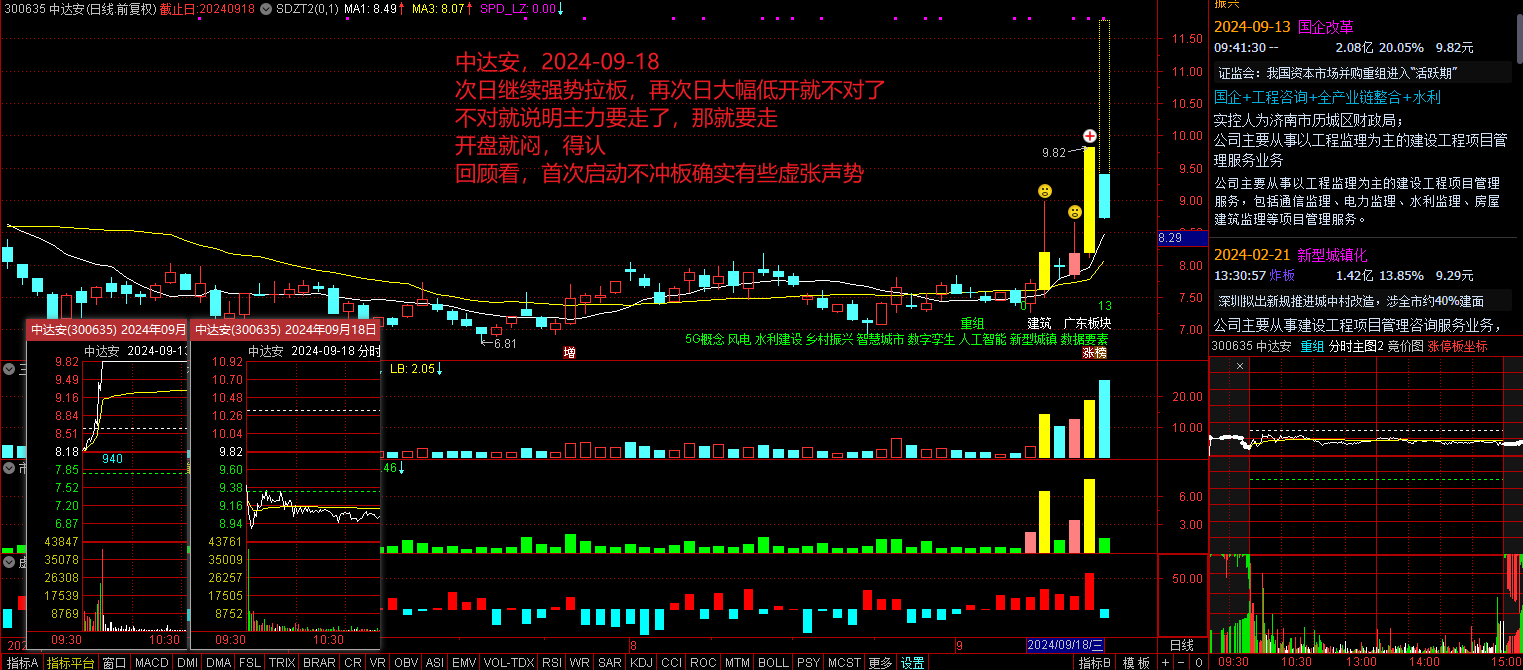 300635 中达安(日线.前复权) 截止日:20240918 SDZT2(0,1) MA1: 8.49↑ MA3: 8.07↑ SPD_LZ: 0.00↓
中达安，2024-09-18
次日继续强势拉板，再次日大幅低开就不对了
不对就说明主力要走了，那就要走
开盘就闷，得认
回顾看，首次启动不冲板确实有些虚张声势
11.50
11.00
10.50
10.00
9.50
9.00
8.50
8.29
8.00
7.50
7.00
9.82
←6.81
增
13
重组 建筑 广东板块
5G概念 风电 水利建设 乡村振兴 智慧城市 数字孪生 人工智能 新型城镇 数据要素
涨榜
中达安(300635) 2024年09月
中达安 2024-09-13
9.82
9.49
9.16
8.84
8.51
8.18
7.85
7.52
7.20
6.87
43847
35078
26308
17539
8769
940
09:30 10:30
中达安(300635) 2024年09月18日
中达安 2024-09-18 分时
10.92
10.70
10.48
10.26
10.04
9.82
9.60
9.38
9.16
8.94
43761
35009
26257
17505
8752
09:30 10:30
LB: 2.05↓
20.00
10.00
.46↓
6.00
3.00
50.00
202
8
9
2024/09/18/三
日线
指标A 指标平台 窗口 MACD DMI DMA FSL TRIX BRAR CR VR OBV ASI EMV VOL-TDX RSI WR SAR KDJ CCI ROC MTM BOLL PSY MCST 更多 设置 指标B 模板 + − O
振兴
2024-09-13 国企改革
09:41:30 -- 2.08亿 20.05% 9.82元
证监会：我国资本市场并购重组进入“活跃期”
国企+工程咨询+全产业链整合+水利
实控人为济南市历城区财政局；
公司主要从事以工程监理为主的建设工程项目管
理服务业务
公司主要从事以工程监理为主的建设工程项目管理
服务，包括通信监理、电力监理、水利监理、房屋
建筑监理等项目管理服务。
2024-02-21 新型城镇化
13:30:57 炸板 1.42亿 13.85% 9.29元
深圳拟出新规推进城中村改造，涉全市约40%建面
公司主要从事建设工程项目管理咨询服务业务，
300635 中达安 重组 分时主图2 竞价图 涨停板坐标
09:30 10:30 13:00 14:00 15:00